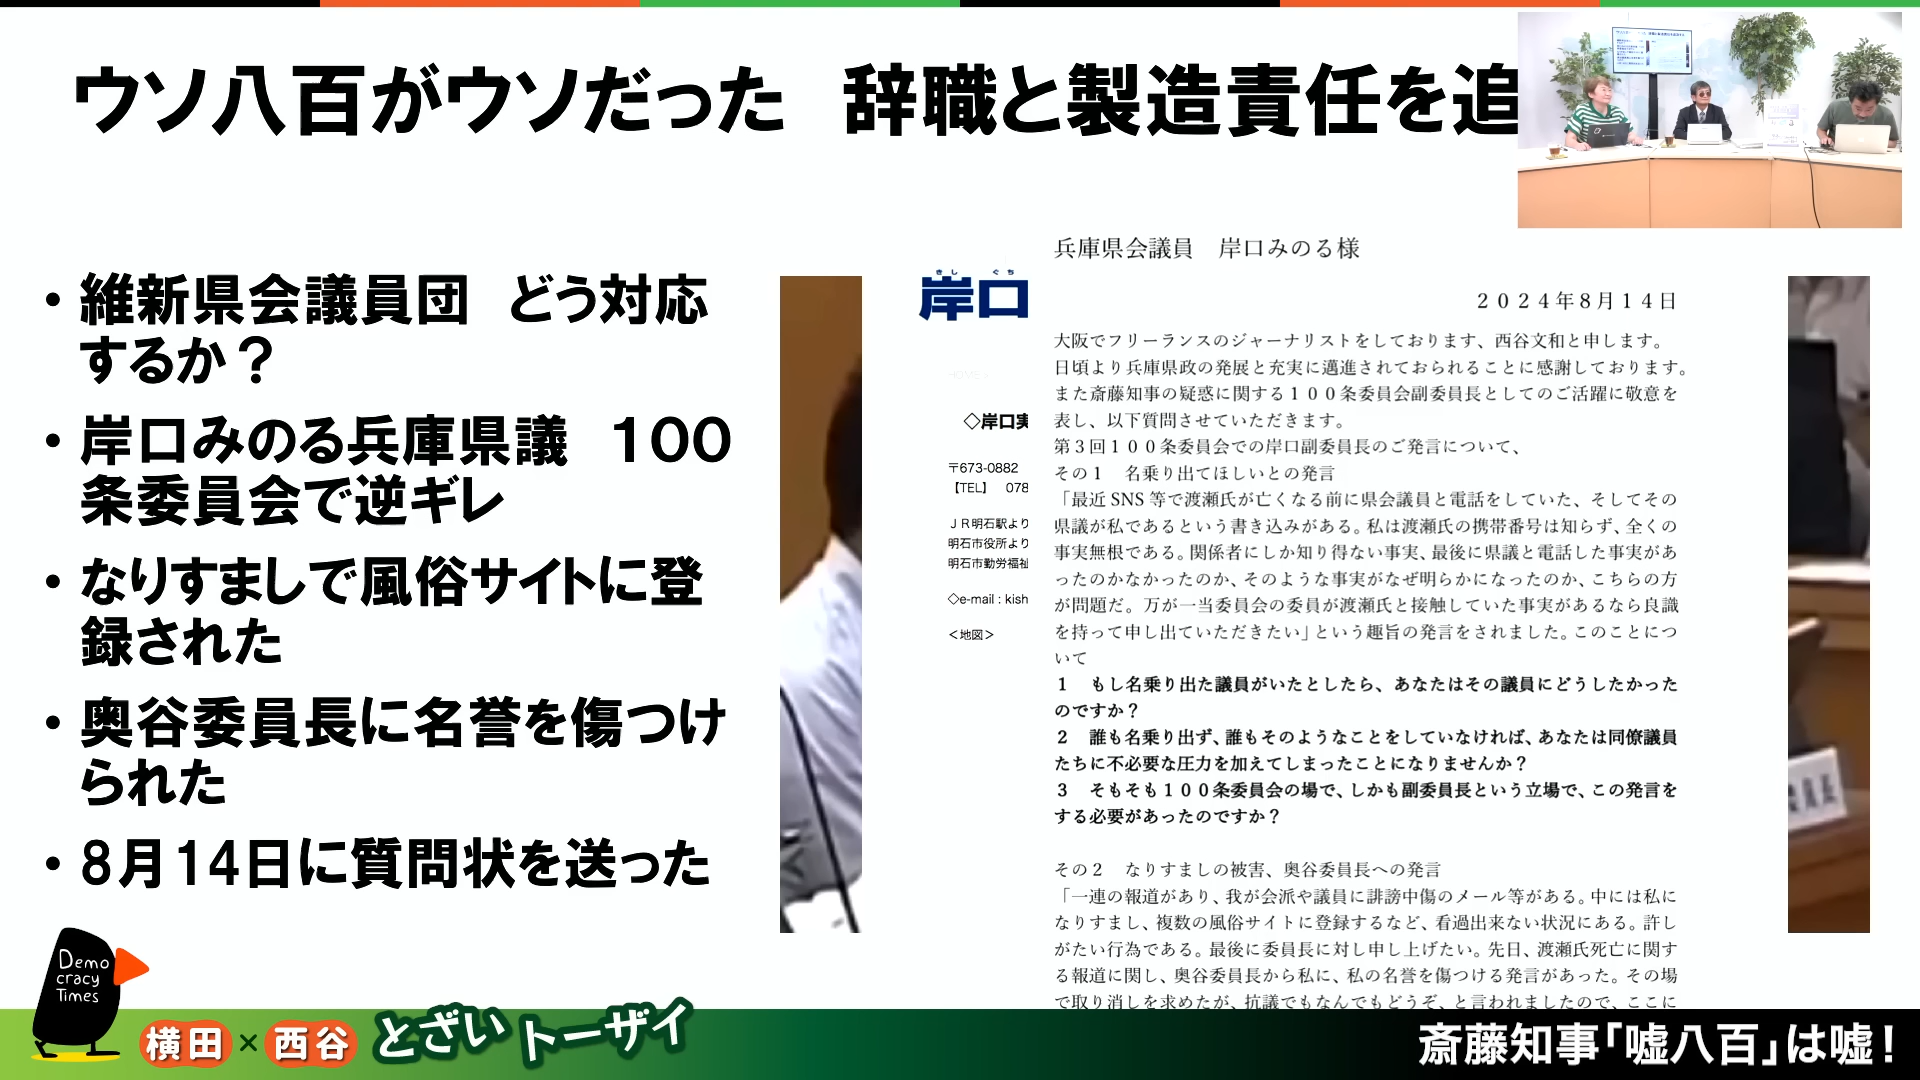 ウソ八百がウソだった　辞職と製造責任を追
・維新県会議員団　どう対応
するか？
・岸口みのる兵庫県議　１００
条委員会で逆ギレ
・なりすましで風俗サイトに登
録された
・奥谷委員長に名誉を傷つけ
られた
・８月１４日に質問状を送った
きし　ぐち
岸口
◇岸口実
〒673-0882
【TEL】　078
ＪＲ明石駅より
明石市役所より
明石市勤労福祉
◇e-mail : kish
＜地図＞
兵庫県会議員　岸口みのる様
２０２４年８月１４日
大阪でフリーランスのジャーナリストをしております、西谷文和と申します。
日頃より兵庫県政の発展と充実に邁進されておられることに感謝しております。
また斎藤知事の疑惑に関する１００条委員会副委員長としてのご活躍に敬意を
表し、以下質問させていただきます。
第３回１００条委員会での岸口副委員長のご発言について、
その１　名乗り出てほしいとの発言
「最近 SNS 等で渡瀬氏が亡くなる前に県会議員と電話をしていた、そしてその
県議が私であるという書き込みがある。私は渡瀬氏の携帯番号は知らず、全くの
事実無根である。関係者にしか知り得ない事実、最後に県議と電話した事実があ
ったのかなかったのか、そのような事実がなぜ明らかになったのか、こちらの方
が問題だ。万が一当委員会の委員が渡瀬氏と接触していた事実があるなら良識
を持って申し出ていただきたい」という趣旨の発言をされました。このことにつ
いて
１　もし名乗り出た議員がいたとしたら、あなたはその議員にどうしたかった
のですか？
２　誰も名乗り出ず、誰もそのようなことをしていなければ、あなたは同僚議員
たちに不必要な圧力を加えてしまったことになりませんか？
３　そもそも１００条委員会の場で、しかも副委員長という立場で、この発言を
する必要があったのですか？
その２　なりすましの被害、奥谷委員長への発言
「一連の報道があり、我が会派や議員に誹謗中傷のメール等がある。中には私に
なりすまし、複数の風俗サイトに登録するなど、看過出来ない状況にある。許し
がたい行為である。最後に委員長に対し申し上げたい。先日、渡瀬氏死亡に関す
る報道に関し、奥谷委員長から私に、私の名誉を傷つける発言があった。その場
で取り消しを求めたが、抗議でもなんでもどうぞ、と言われましたので、ここに
員長
Demo
cracy
Times
横田×西谷 とざいトーザイ
斎藤知事「嘘八百」は嘘！